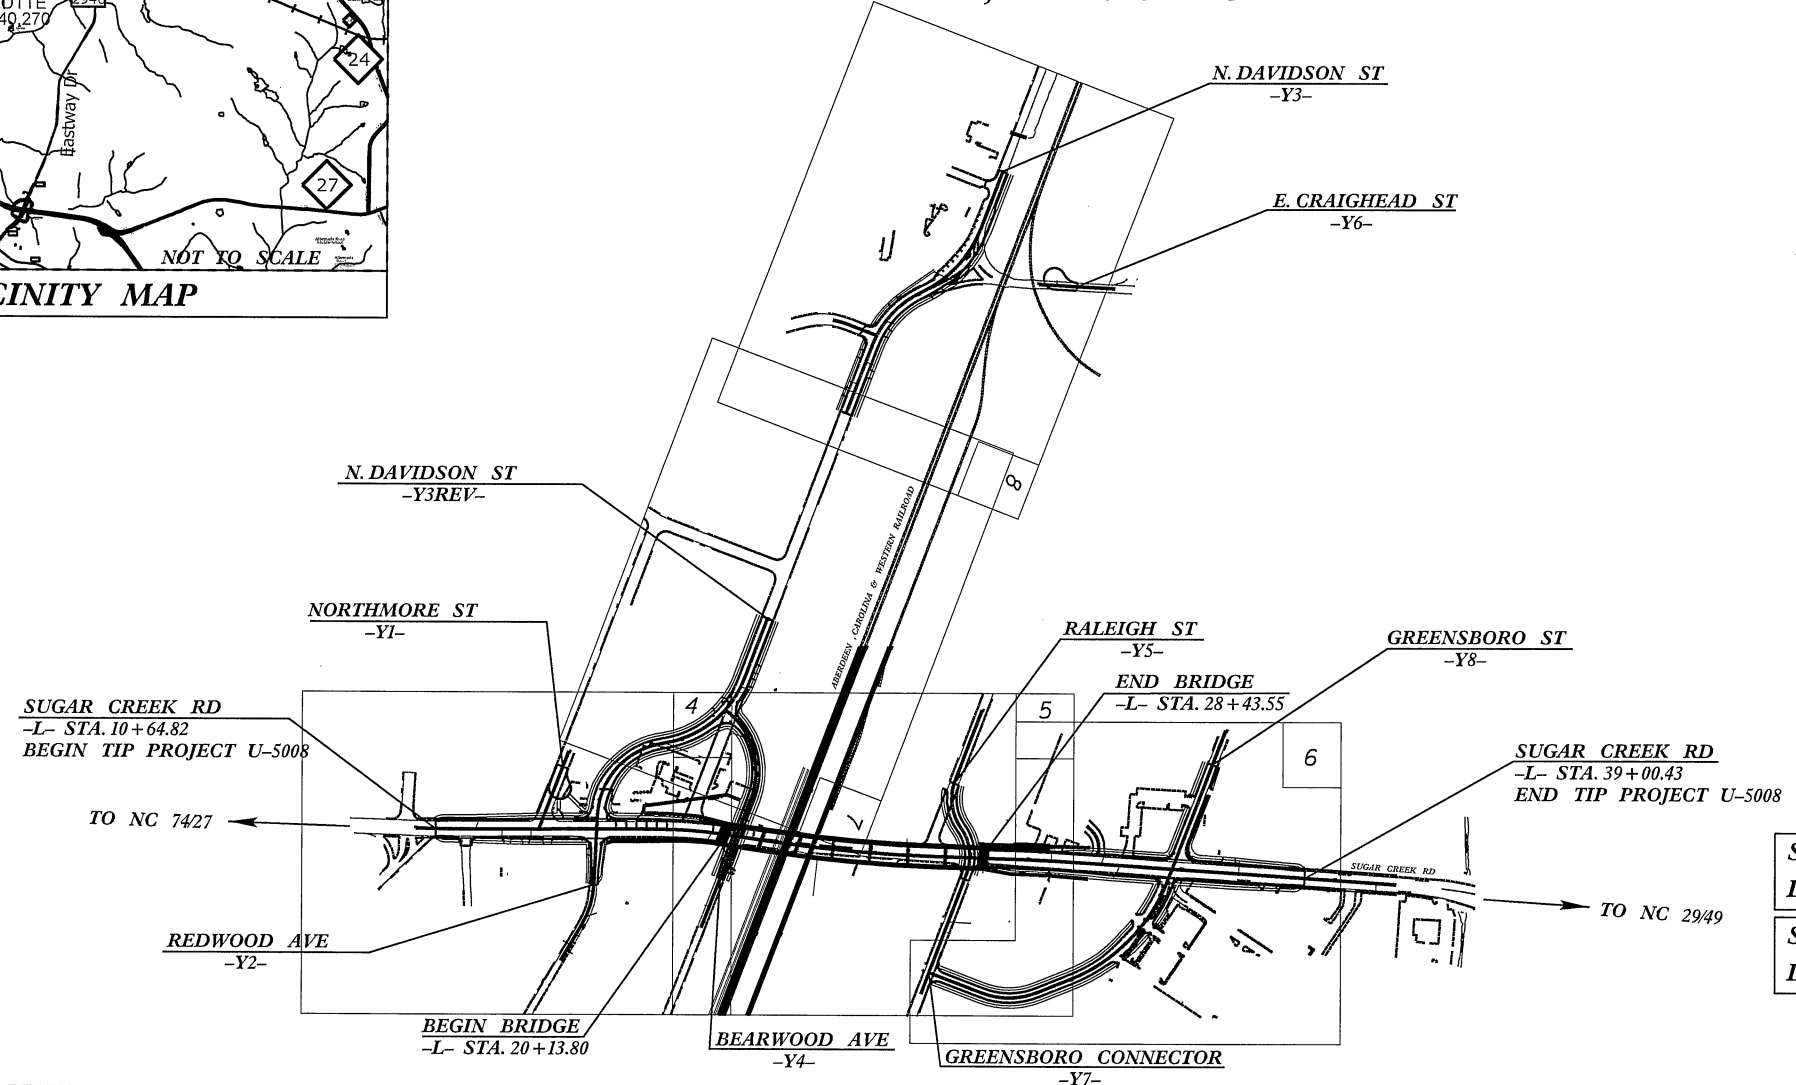 OTTE
40,270
Eastway Dr
24
27
NOT TO SCALE
CINITY MAP
N. DAVIDSON ST
-Y3-
E. CRAIGHEAD ST
-Y6-
8
N. DAVIDSON ST
-Y3REV-
ABERDEEN, CAROLINA & WESTERN RAILROAD
NORTHMORE ST
-Y1-
RALEIGH ST
-Y5-
GREENSBORO ST
-Y8-
END BRIDGE
-L- STA. 28+43.55
SUGAR CREEK RD
-L- STA. 10+64.82
BEGIN TIP PROJECT U-5008
4
5
6
7
SUGAR CREEK RD
-L- STA. 39+00.43
END TIP PROJECT U-5008
TO NC 74/27
SUGAR CREEK RD
TO NC 29/49
REDWOOD AVE
-Y2-
BEGIN BRIDGE
-L- STA. 20+13.80
BEARWOOD AVE
-Y4-
GREENSBORO CONNECTOR
-Y7-